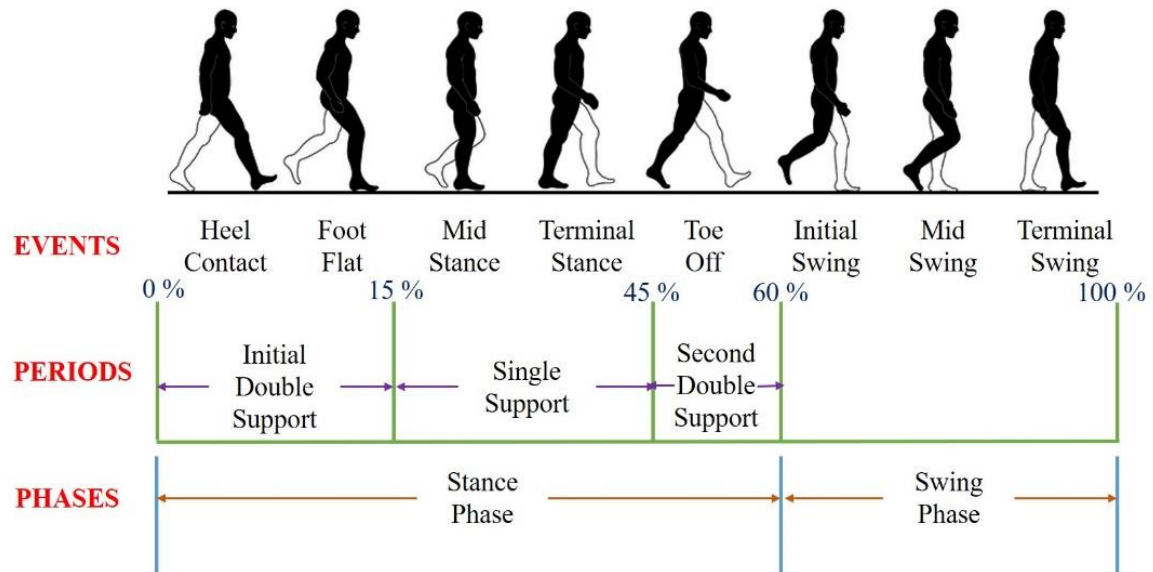 EVENTS
Heel
Contact
Foot
Flat
Mid
Stance
Terminal
Stance
Toe
Off
Initial
Swing
Mid
Swing
Terminal
Swing
0 %
15 %
45 %
60 %
100 %
PERIODS
Initial
Double
Support
Single
Support
Second
Double
Support
PHASES
Stance
Phase
Swing
Phase